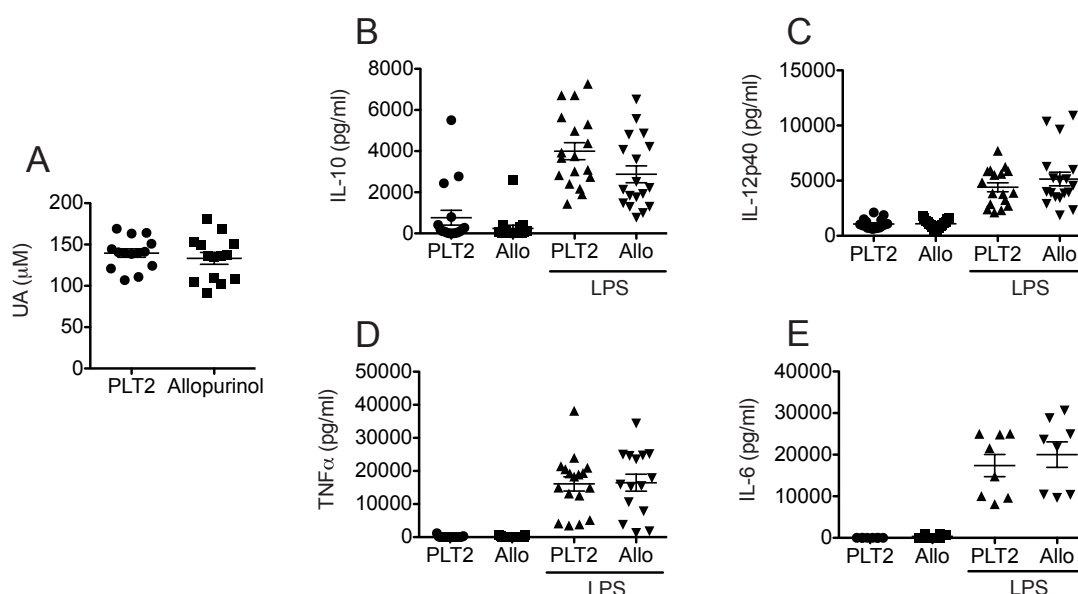 A
UA (μM)
200
150
100
50
0
PLT2 Allopurinol
B
IL-10 (pg/ml)
8000
6000
4000
2000
0
PLT2 Allo PLT2 Allo
LPS
C
IL-12p40 (pg/ml)
15000
10000
5000
0
PLT2 Allo PLT2 Allo
LPS
D
TNFα (pg/ml)
50000
40000
30000
20000
10000
0
PLT2 Allo PLT2 Allo
LPS
E
IL-6 (pg/ml)
40000
30000
20000
10000
0
PLT2 Allo PLT2 Allo
LPS